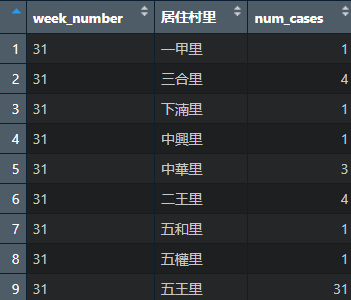 week_number 居住村里 num_cases
1 31 一甲里 1
2 31 三合里 4
3 31 下湳里 1
4 31 中興里 1
5 31 中華里 3
6 31 二王里 4
7 31 五和里 1
8 31 五權里 1
9 31 五王里 31